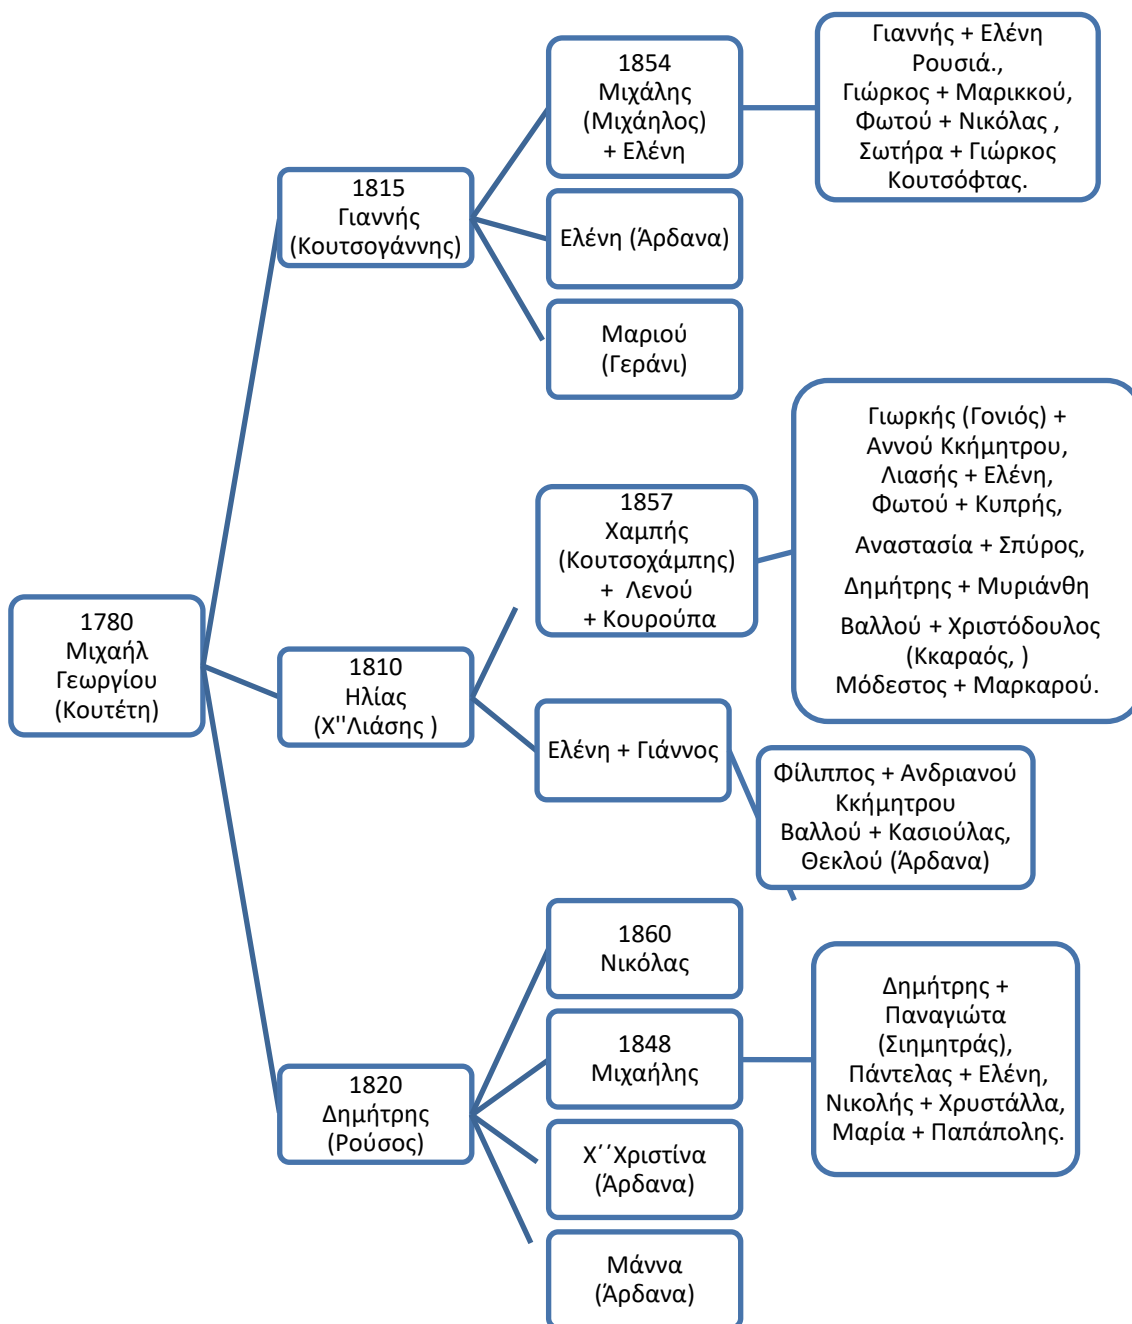 1780
Μιχαήλ
Γεωργίου
(Κουτέτη)
1815
Γιαννής
(Κουτσογάννης)
1854
Μιχάλης
(Μιχάηλος)
+ Ελένη
Γιαννής + Ελένη
Ρουσιά.,
Γιώρκος + Μαρικκού,
Φωτού + Νικόλας ,
Σωτήρα + Γιώρκος
Κουτσόφτας.
Ελένη (Άρδανα)
Μαριού
(Γεράνι)
1810
Ηλίας
(Χ''Λιάσης )
1857
Χαμπής
(Κουτσοχάμπης)
+ Λενού
+ Κουρούπα
Γιωρκής (Γονιός) +
Αννού Κκήμητρου,
Λιασής + Ελένη,
Φωτού + Κυπρής,
Αναστασία + Σπύρος,
Δημήτρης + Μυριάνθη
Βαλλού + Χριστόδουλος
(Κκαραός, )
Μόδεστος + Μαρκαρού.
Ελένη + Γιάννος
Φίλιππος + Ανδριανού
Κκήμητρου
Βαλλού + Κασιούλας,
Θεκλού (Άρδανα)
1820
Δημήτρης
(Ρούσος)
1860
Νικόλας
1848
Μιχαήλης
Δημήτρης +
Παναγιώτα
(Σιημητράς),
Πάντελας + Ελένη,
Νικολής + Χρυστάλλα,
Μαρία + Παπάπολης.
Χ΄΄Χριστίνα
(Άρδανα)
Μάννα
(Άρδανα)